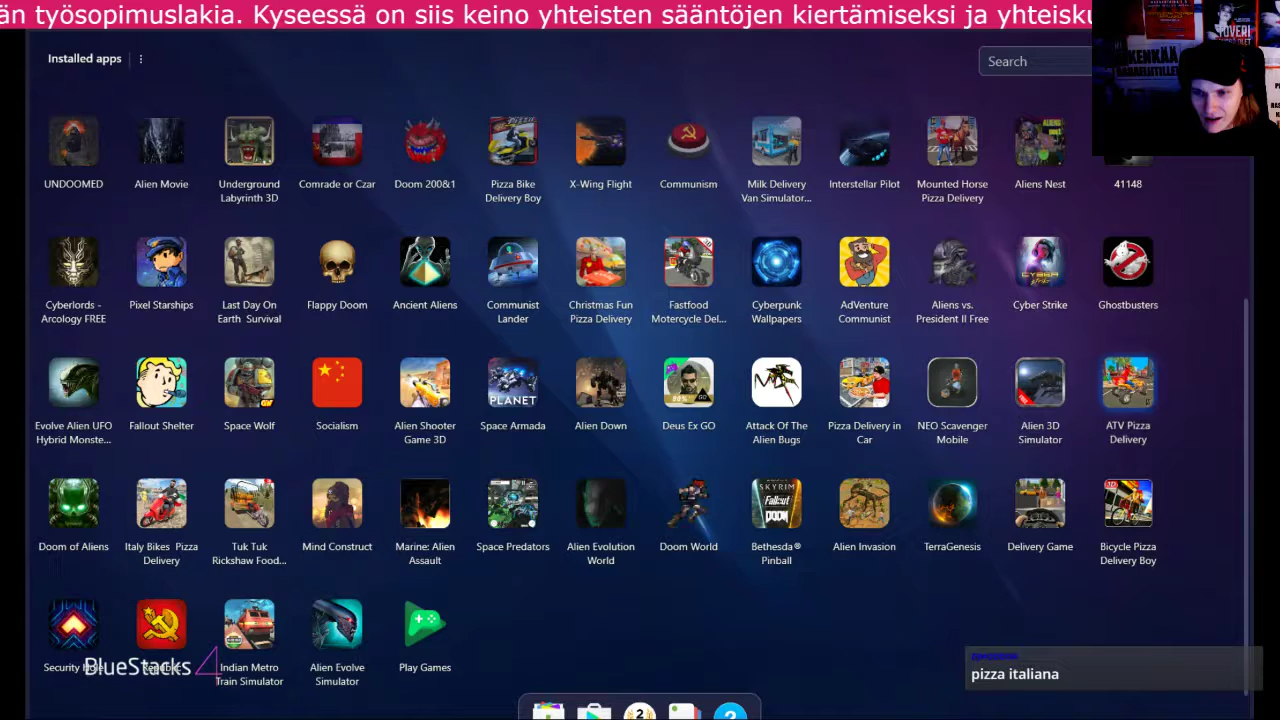 än työsopimuslakia. Kyseessä on siis keino yhteisten sääntöjen kiertämiseksi ja yhteisku
Installed apps
Search
TOVERI
UNDOOMED
Alien Movie
Underground
Labyrinth 3D
Comrade or Czar
Doom 200&1
Pizza Bike
Delivery Boy
X-Wing Flight
Communism
Milk Delivery
Van Simulator...
Interstellar Pilot
Mounted Horse
Pizza Delivery
Aliens Nest
41148
Cyberlords -
Arcology FREE
Pixel Starships
Last Day On
Earth Survival
Flappy Doom
Ancient Aliens
Communist
Lander
Christmas Fun
Pizza Delivery
Fastfood
Motercycle Del...
Cyberpunk
Wallpapers
AdVenture
Communist
Aliens vs.
President II Free
Cyber Strike
Ghostbusters
PLANET
Evolve Alien UFO
Hybrid Monste...
Fallout Shelter
Space Wolf
Socialism
Alien Shooter
Game 3D
Space Armada
Alien Down
Deus Ex GO
Attack Of The
Alien Bugs
Pizza Delivery in
Car
NEO Scavenger
Mobile
Alien 3D
Simulator
ATV Pizza
Delivery
SKYRIM
Fallout
DOOM
Doom of Aliens
Italy Bikes Pizza
Delivery
Tuk Tuk
Rickshaw Food...
Mind Construct
Marine: Alien
Assault
Space Predators
Alien Evolution
World
Doom World
Bethesda®
Pinball
Alien Invasion
TerraGenesis
Delivery Game
Bicycle Pizza
Delivery Boy
Security
Indian Metro
Train Simulator
Alien Evolve
Simulator
Play Games
BlueStacks 4
pizza italiana